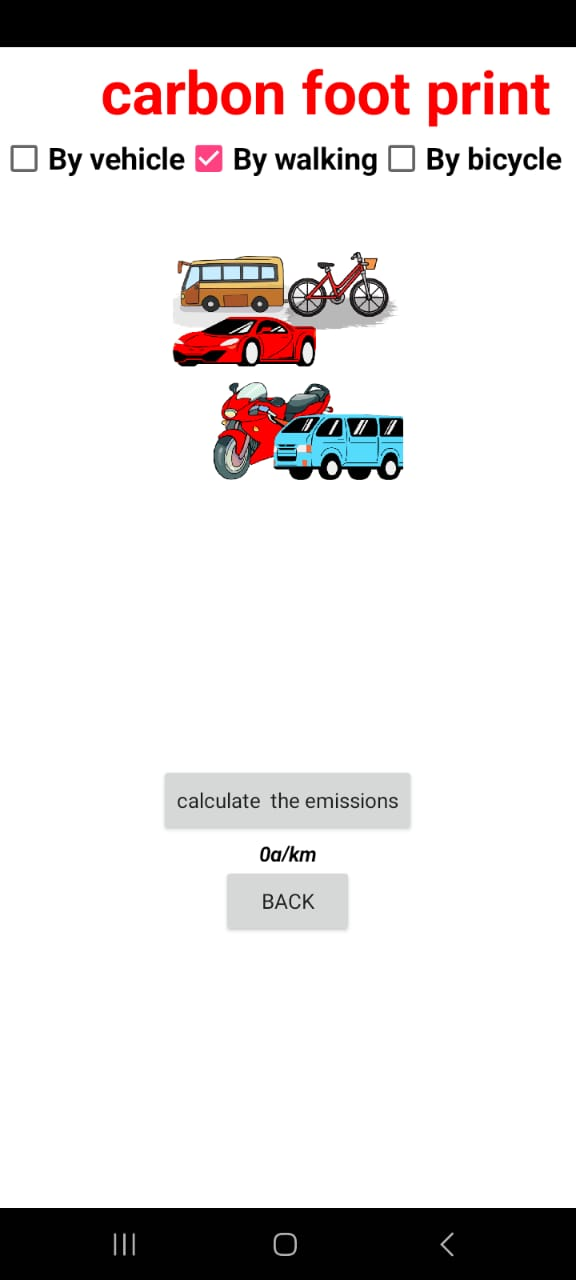 carbon foot print
By vehicle By walking By bicycle
calculate the emissions
0a/km
BACK